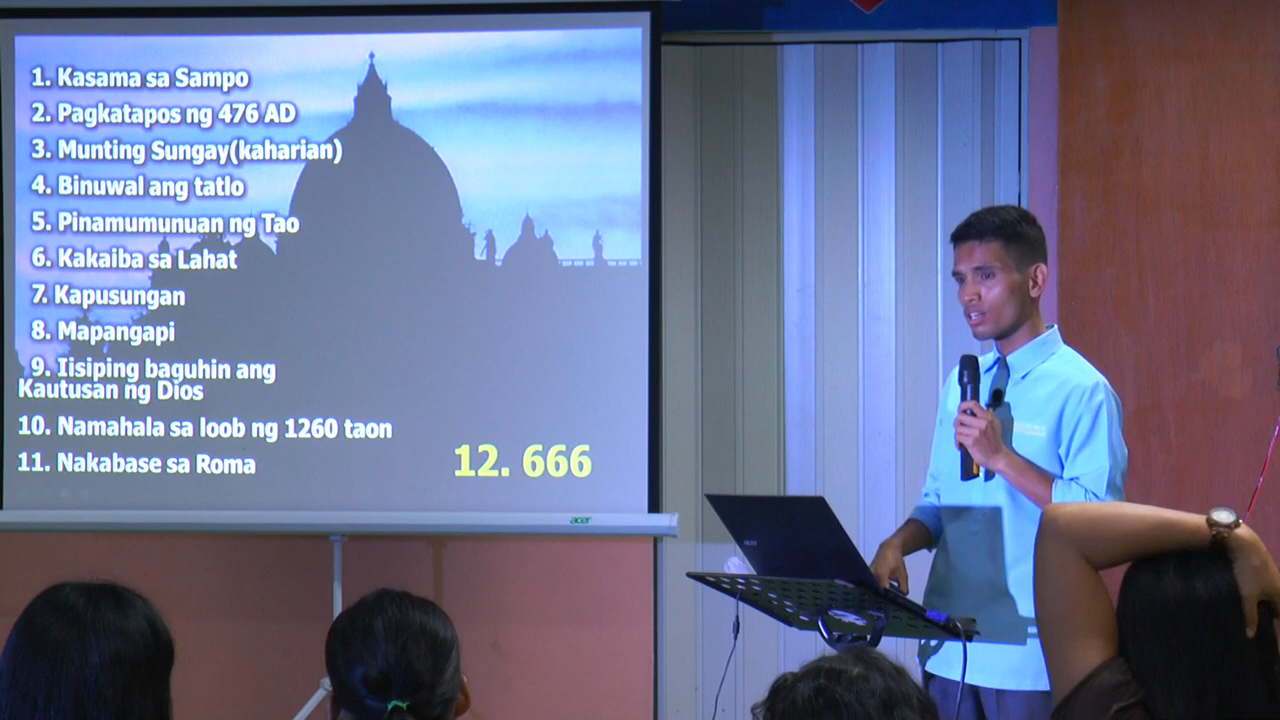 1. Kasama sa Sampo
2. Pagkatapos ng 476 AD
3. Munting Sungay(kaharian)
4. Binuwal ang tatlo
5. Pinamumunuan ng Tao
6. Kakaiba sa Lahat
7. Kapusungan
8. Mapangapi
9. Iisiping baguhin ang
Kautusan ng Dios
10. Namahala sa loob ng 1260 taon
11. Nakabase sa Roma
12. 666
acer